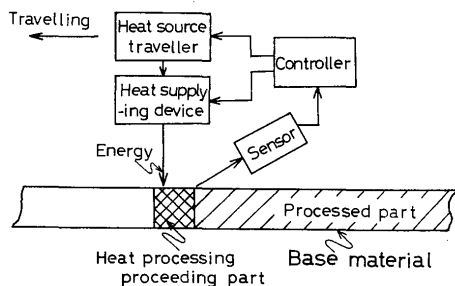 Travelling
Heat source
traveller
Controller
Heat supply
-ing device
Energy
Sensor
Processed part
Heat processing
proceeding part
Base material